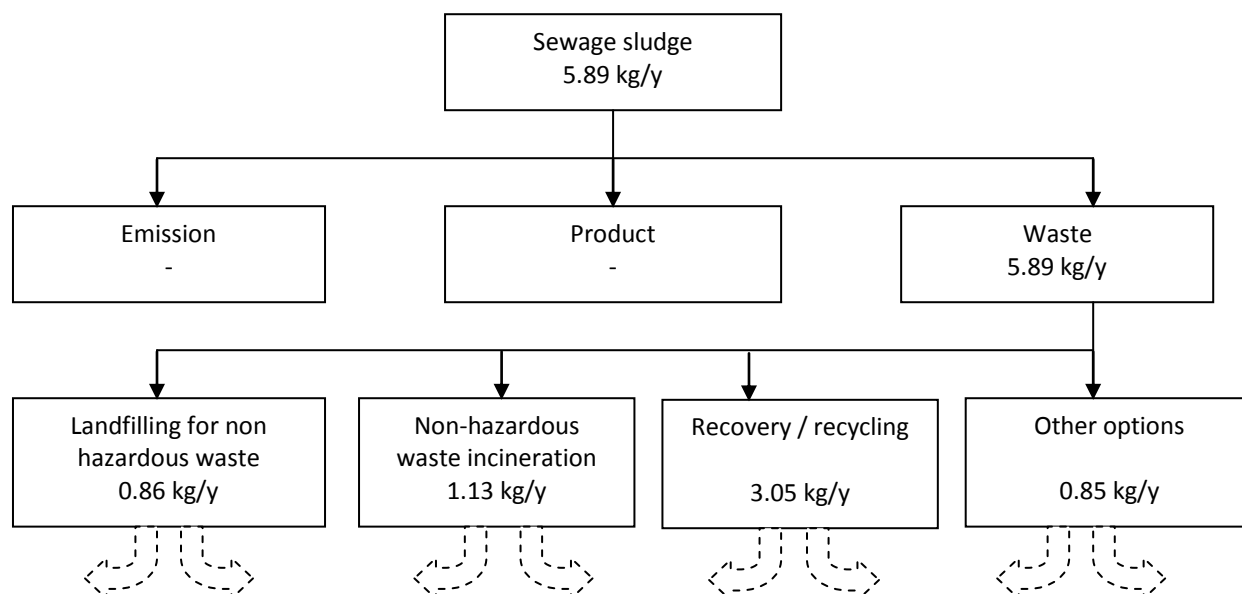 Sewage sludge
5.89 kg/y
Emission
-
Product
-
Waste
5.89 kg/y
Landfilling for non
hazardous waste
0.86 kg/y
Non-hazardous
waste incineration
1.13 kg/y
Recovery / recycling
3.05 kg/y
Other options
0.85 kg/y